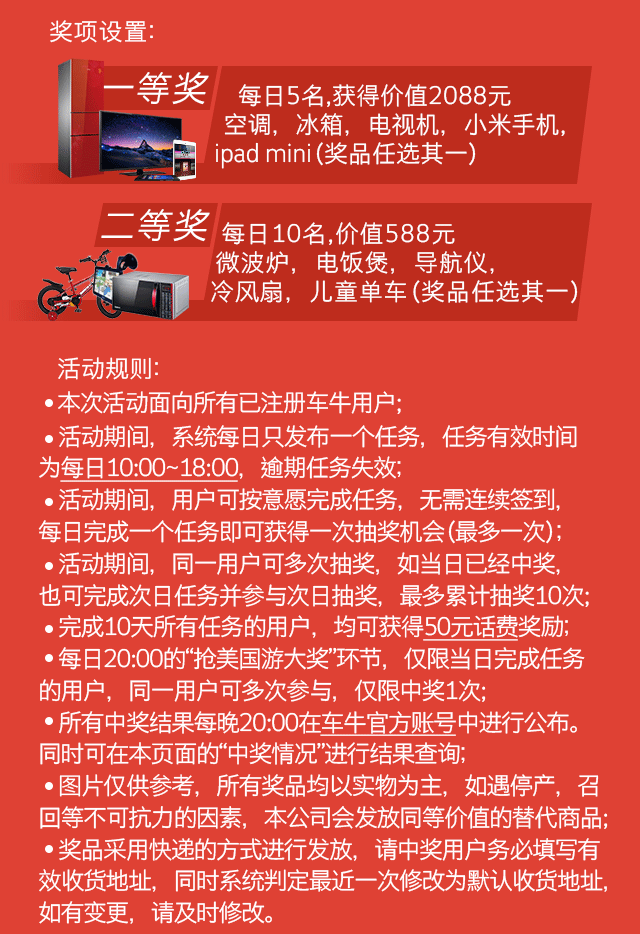 奖项设置:
一等奖
每日5名,获得价值2088元
空调，冰箱，电视机，小米手机，
ipad mini(奖品任选其一)
二等奖
每日10名,价值588元
微波炉，电饭煲，导航仪，
冷风扇，儿童单车(奖品任选其一)
活动规则:
•本次活动面向所有已注册车牛用户;
•活动期间，系统每日只发布一个任务，任务有效时间
为每日10:00~18:00，逾期任务失效;
•活动期间，用户可按意愿完成任务，无需连续签到，
每日完成一个任务即可获得一次抽奖机会(最多一次);
•活动期间，同一用户可多次抽奖，如当日已经中奖，
也可完成次日任务并参与次日抽奖，最多累计抽奖10次;
•完成10天所有任务的用户，均可获得50元话费奖励;
•每日20:00的“抢美国游大奖”环节，仅限当日完成任务
的用户，同一用户可多次参与，仅限中奖1次;
•所有中奖结果每晚20:00在车牛官方账号中进行公布。
同时可在本页面的“中奖情况”进行结果查询;
•图片仅供参考，所有奖品均以实物为主，如遇停产，召
回等不可抗力的因素，本公司会发放同等价值的替代商品;
•奖品采用快递的方式进行发放，请中奖用户务必填写有
效收货地址，同时系统判定最近一次修改为默认收货地址，
如有变更，请及时修改。